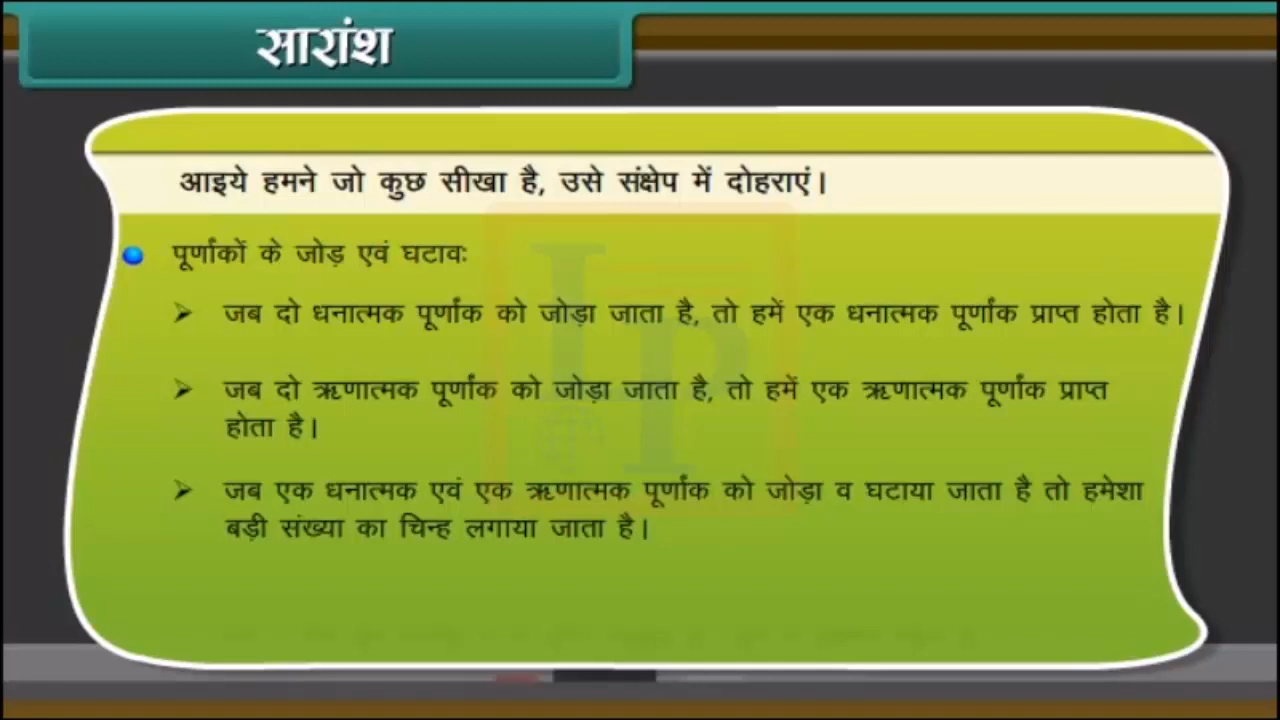 सारांश
आइये हमने जो कुछ सीखा है, उसे संक्षेप में दोहराएं।
पूर्णांकों के जोड़ एवं घटावः
जब दो धनात्मक पूर्णांक को जोड़ा जाता है, तो हमें एक धनात्मक पूर्णांक प्राप्त होता है।
जब दो ऋणात्मक पूर्णांक को जोड़ा जाता है, तो हमें एक ऋणात्मक पूर्णांक प्राप्त
होता है।
जब एक धनात्मक एवं एक ऋणात्मक पूर्णांक को जोड़ा व घटाया जाता है तो हमेशा
बड़ी संख्या का चिन्ह लगाया जाता है।